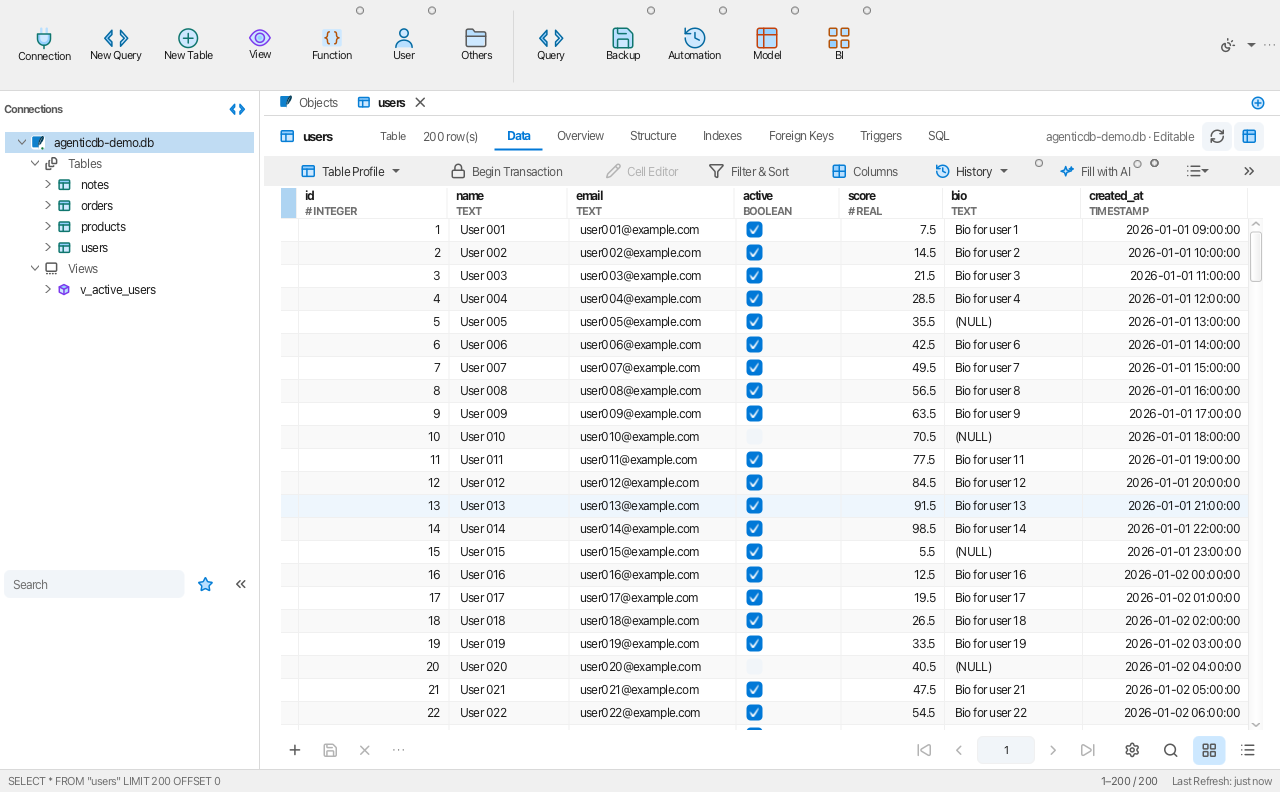 Connection New Query New Table View Function User Others Query Backup Automation Model BI
Connections
agenticdb-demo.db
Tables
notes
orders
products
users
Views
v_active_users
Search
Objects users
users Table 200 row(s) Data Overview Structure Indexes Foreign Keys Triggers SQL agenticdb-demo.db · Editable
Table Profile Begin Transaction Cell Editor Filter & Sort Columns History Fill with AI
id name email active score bio created_at
# INTEGER TEXT TEXT BOOLEAN # REAL TEXT TIMESTAMP
1 User 001 user001@example.com 7.5 Bio for user 1 2026-01-01 09:00:00
2 User 002 user002@example.com 14.5 Bio for user 2 2026-01-01 10:00:00
3 User 003 user003@example.com 21.5 Bio for user 3 2026-01-01 11:00:00
4 User 004 user004@example.com 28.5 Bio for user 4 2026-01-01 12:00:00
5 User 005 user005@example.com 35.5 (NULL) 2026-01-01 13:00:00
6 User 006 user006@example.com 42.5 Bio for user 6 2026-01-01 14:00:00
7 User 007 user007@example.com 49.5 Bio for user 7 2026-01-01 15:00:00
8 User 008 user008@example.com 56.5 Bio for user 8 2026-01-01 16:00:00
9 User 009 user009@example.com 63.5 Bio for user 9 2026-01-01 17:00:00
10 User 010 user010@example.com 70.5 (NULL) 2026-01-01 18:00:00
11 User 011 user011@example.com 77.5 Bio for user 11 2026-01-01 19:00:00
12 User 012 user012@example.com 84.5 Bio for user 12 2026-01-01 20:00:00
13 User 013 user013@example.com 91.5 Bio for user 13 2026-01-01 21:00:00
14 User 014 user014@example.com 98.5 Bio for user 14 2026-01-01 22:00:00
15 User 015 user015@example.com 5.5 (NULL) 2026-01-01 23:00:00
16 User 016 user016@example.com 12.5 Bio for user 16 2026-01-02 00:00:00
17 User 017 user017@example.com 19.5 Bio for user 17 2026-01-02 01:00:00
18 User 018 user018@example.com 26.5 Bio for user 18 2026-01-02 02:00:00
19 User 019 user019@example.com 33.5 Bio for user 19 2026-01-02 03:00:00
20 User 020 user020@example.com 40.5 (NULL) 2026-01-02 04:00:00
21 User 021 user021@example.com 47.5 Bio for user 21 2026-01-02 05:00:00
22 User 022 user022@example.com 54.5 Bio for user 22 2026-01-02 06:00:00
1
SELECT * FROM "users" LIMIT 200 OFFSET 0 1–200 / 200 Last Refresh: just now